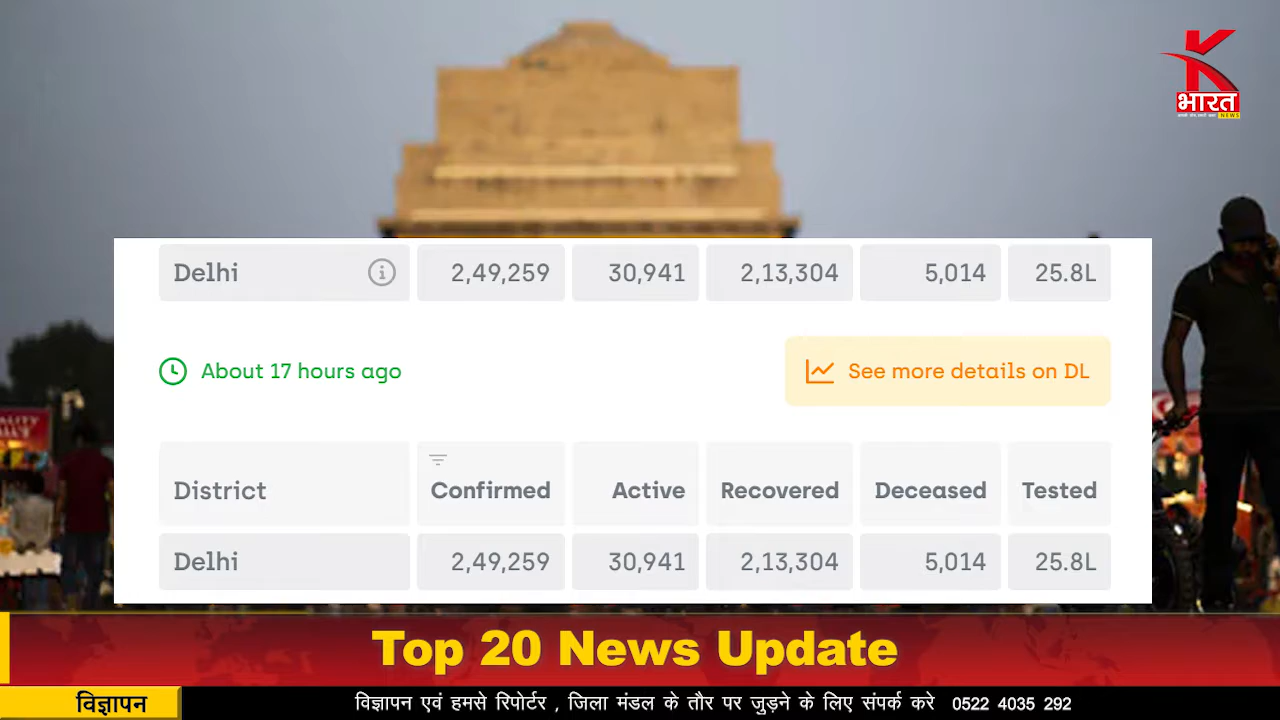 K
भारत
NEWS
Delhi 2,49,259 30,941 2,13,304 5,014 25.8L
About 17 hours ago See more details on DL
District Confirmed Active Recovered Deceased Tested
Delhi 2,49,259 30,941 2,13,304 5,014 25.8L
Top 20 News Update
विज्ञापन विज्ञापन एवं हमसे रिपोर्टर , जिला मंडल के तौर पर जुड़ने के लिए संपर्क करे 0522 4035 292